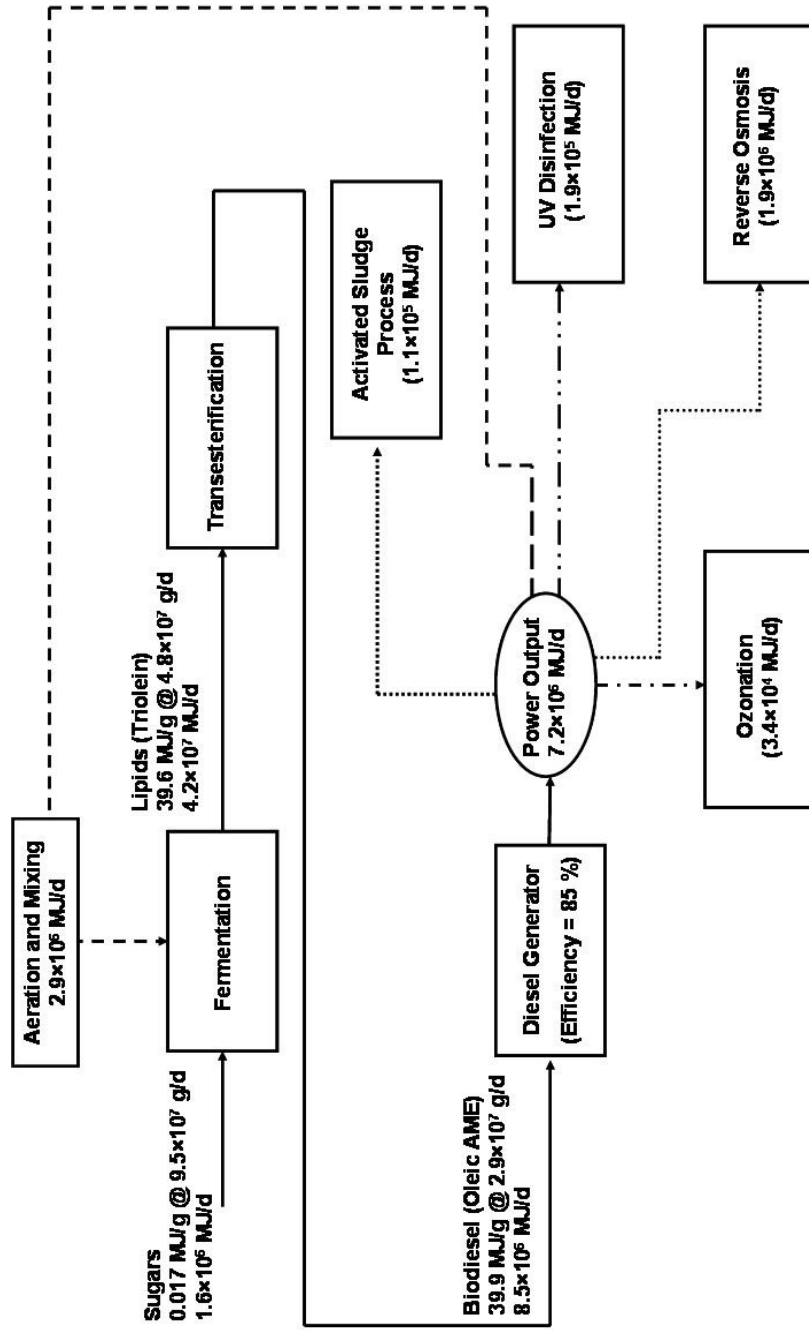 Aeration and Mixing
2.9×10⁶ MJ/d
Sugars
0.017 MJ/g @ 9.5×10⁷ g/d
1.6×10⁶ MJ/d
Fermentation
Lipids (Triolein)
39.6 MJ/g @ 4.8×10⁷ g/d
4.2×10⁷ MJ/d
Transesterification
Biodiesel (Oleic AME)
39.9 MJ/g @ 2.9×10⁷ g/d
8.5×10⁶ MJ/d
Diesel Generator
(Efficiency = 85 %)
Power Output
7.2×10⁶ MJ/d
Activated Sludge
Process
(1.1×10⁵ MJ/d)
UV Disinfection
(1.9×10⁵ MJ/d)
Ozonation
(3.4×10⁴ MJ/d)
Reverse Osmosis
(1.9×10⁶ MJ/d)